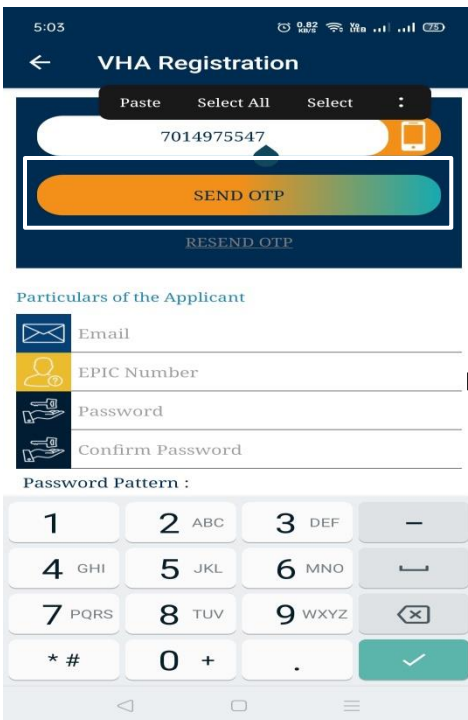 5:03 0.82 KB/S Vo LTE 75
VHA Registration
Paste Select All Select
7014975547
SEND OTP
RESEND OTP
Particulars of the Applicant
Email
EPIC Number
Password
Confirm Password
Password Pattern :
1 2 ABC 3 DEF –
4 GHI 5 JKL 6 MNO
7 PQRS 8 TUV 9 WXYZ
* # 0 + .